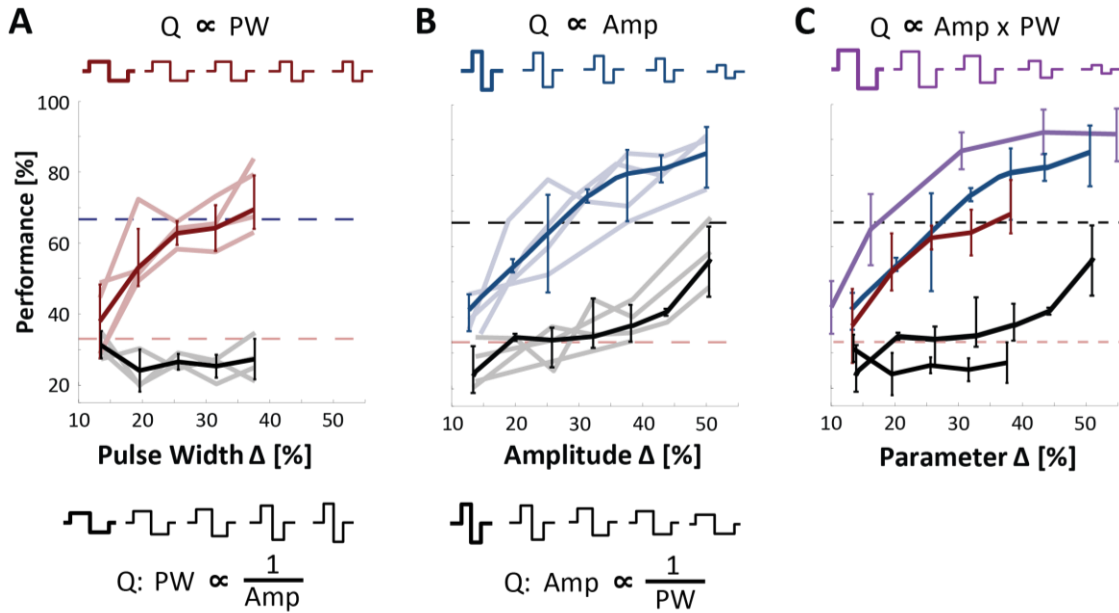 A
B
C
Q ∝ PW
Q ∝ Amp
Q ∝ Amp x PW
Performance [%]
100
80
60
40
20
10 20 30 40 50
10 20 30 40 50
10 20 30 40 50
Pulse Width Δ [%]
Amplitude Δ [%]
Parameter Δ [%]
Q: PW ∝ 1/Amp
Q: Amp ∝ 1/PW